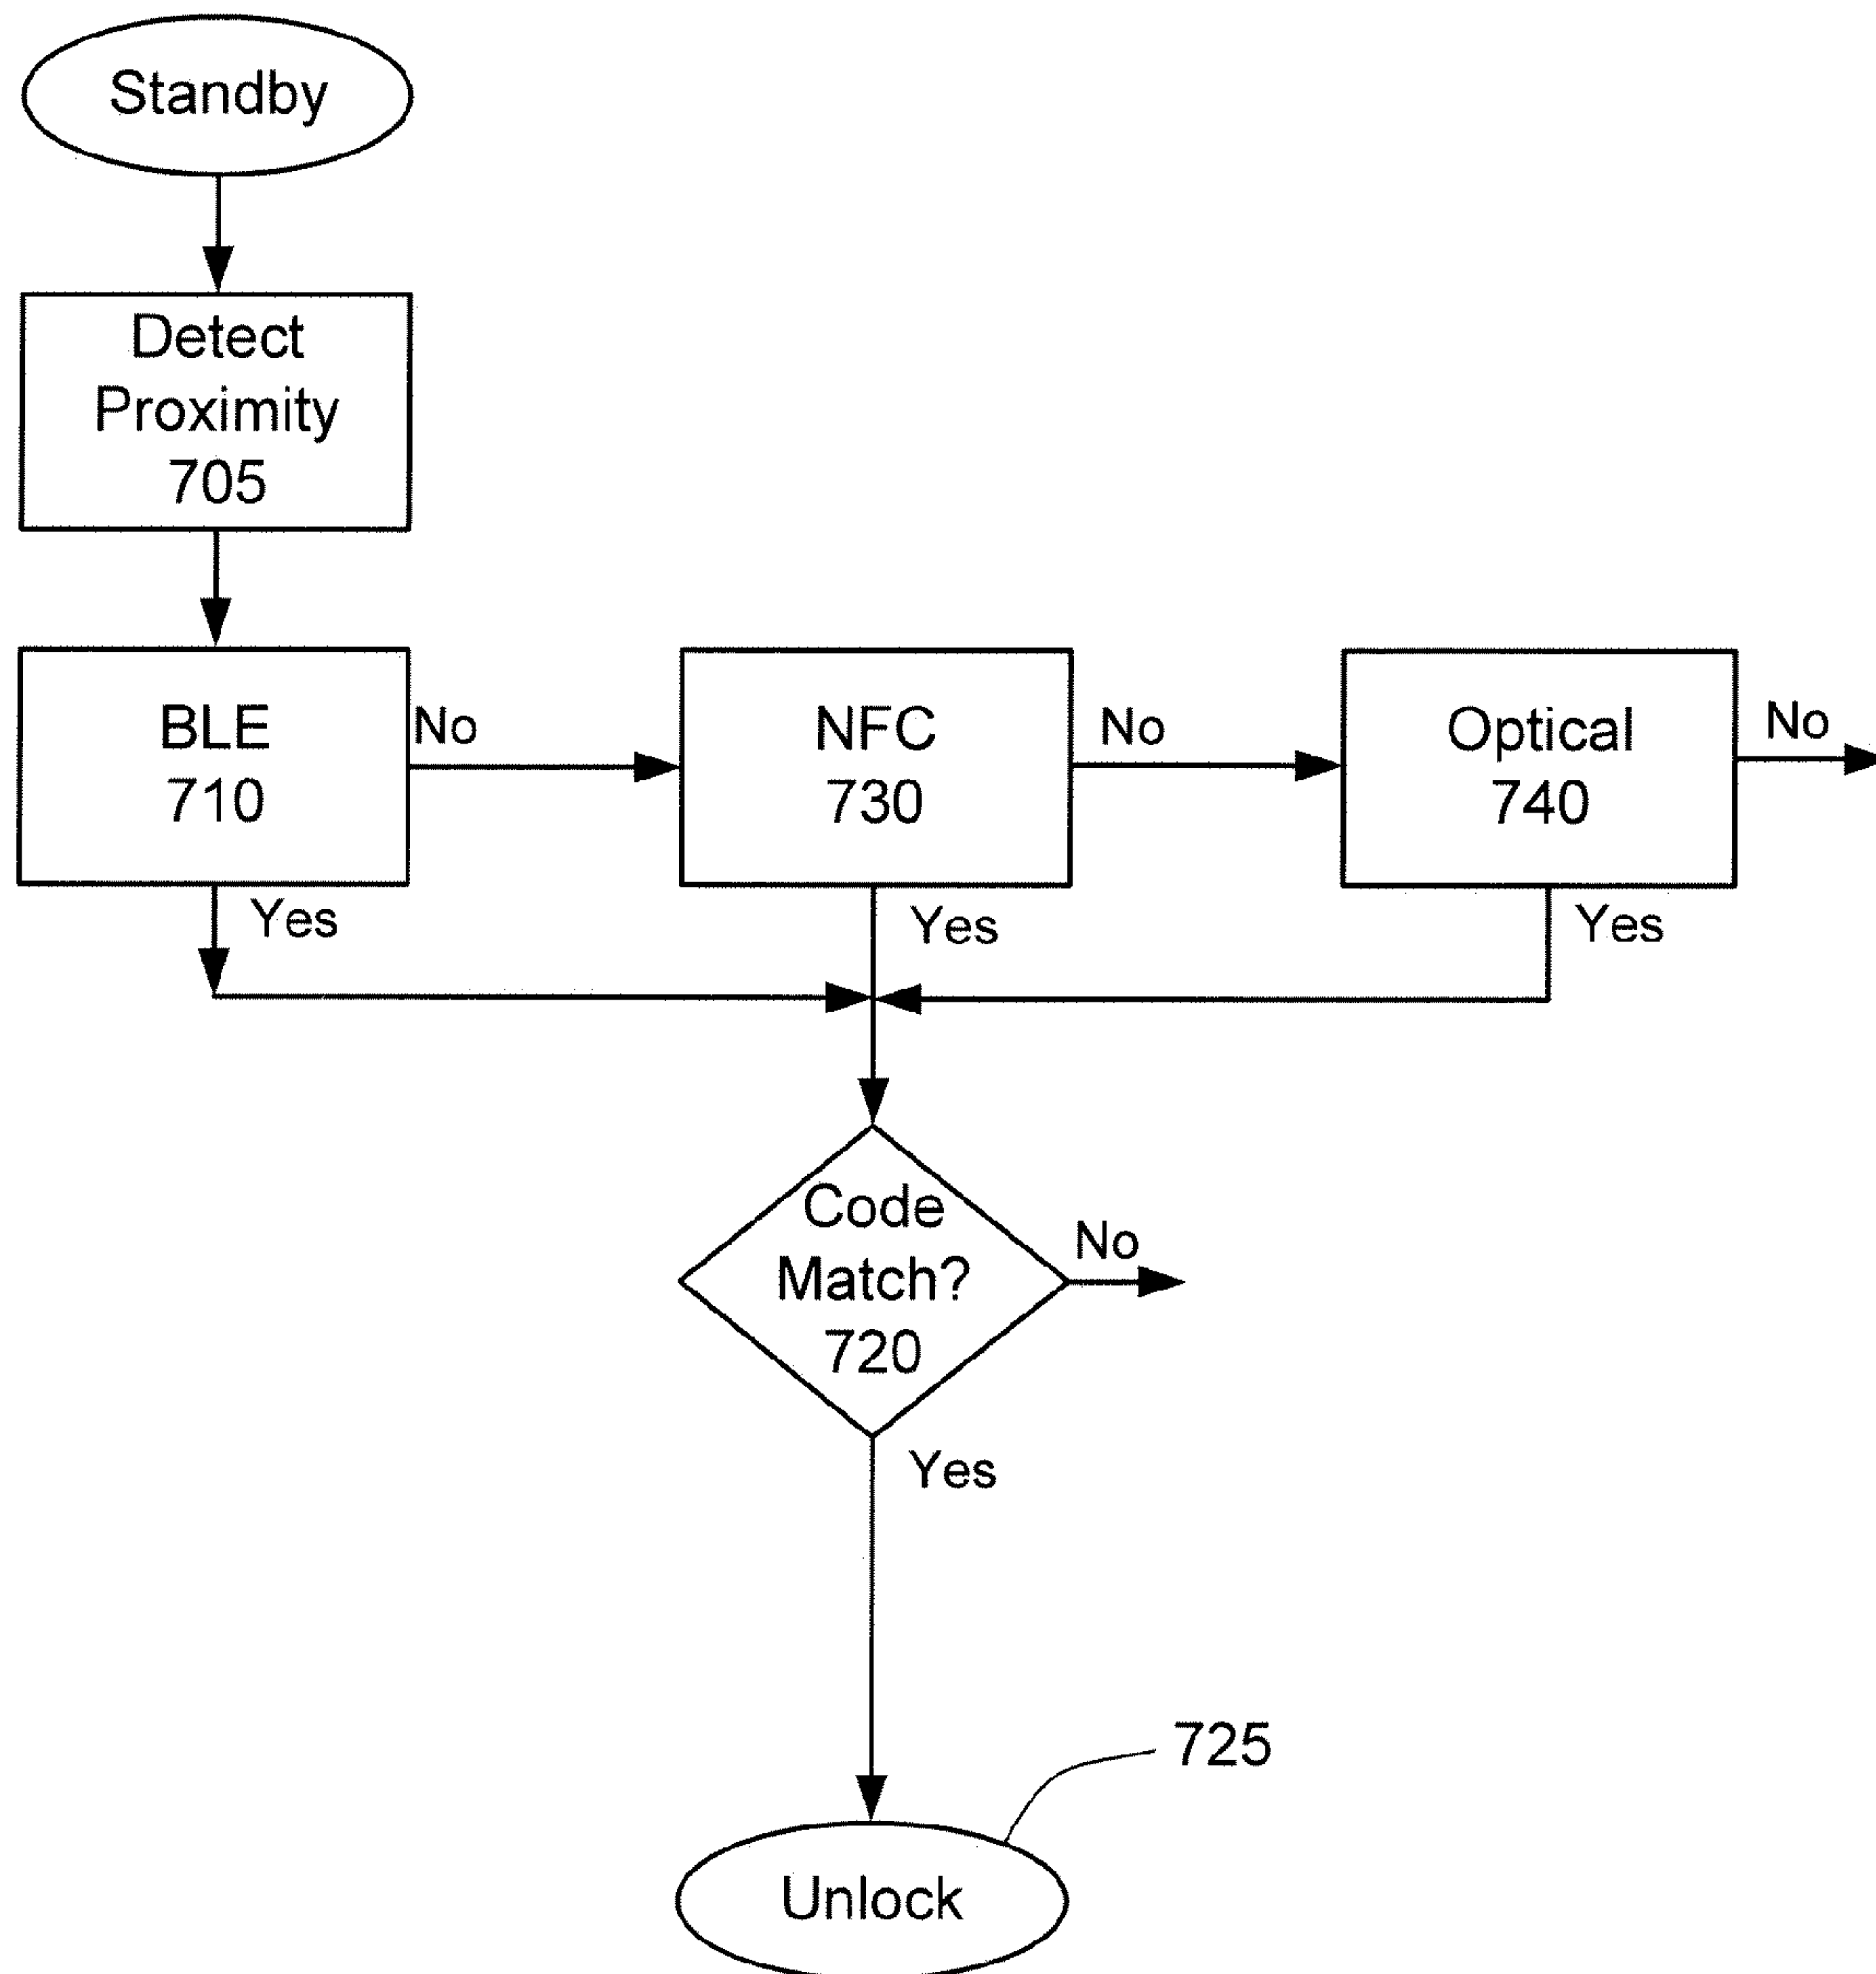 Standby
Detect
Proximity
705
BLE
710
No
NFC
730
No
Optical
740
No
Yes
Yes
Yes
Code
Match?
720
No
Yes
725
Unlock